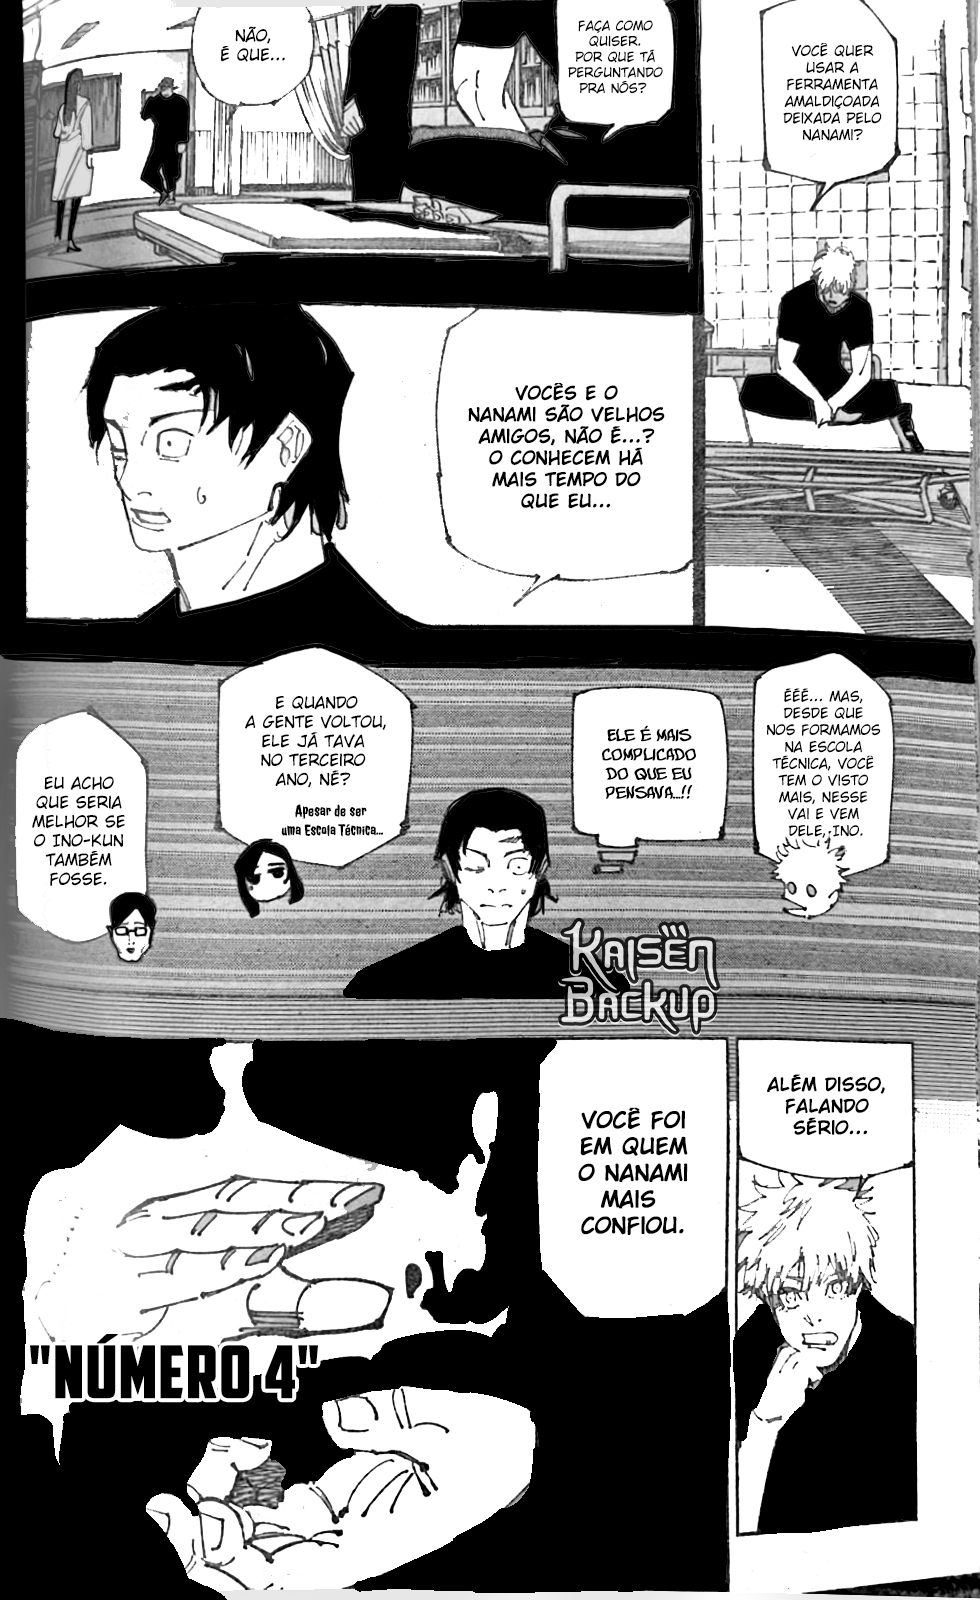 VOCÊ QUER
USAR A
FERRAMENTA
AMALDIÇOADA
DEIXADA PELO
NANAMI?
FAÇA COMO
QUISER.
POR QUE TÁ
PERGUNTANDO
PRA NÓS?
NÃO,
É QUE...
VOCÊS E O
NANAMI SÃO VELHOS
AMIGOS, NÃO É...?
O CONHECEM HÁ
MAIS TEMPO DO
QUE EU...
ÊÊÊ... MAS,
DESDE QUE
NOS FORMAMOS
NA ESCOLA
TÉCNICA, VOCÊ
TEM O VISTO
MAIS, NESSE
VAI E VEM
DELE, INO.
ELE É MAIS
COMPLICADO
DO QUE EU
PENSAVA...!!
E QUANDO
A GENTE VOLTOU,
ELE JÁ TAVA
NO TERCEIRO
ANO, NÉ?
Apesar de ser
uma Escola Técnica...
EU ACHO
QUE SERIA
MELHOR SE
O INO-KUN
TAMBÉM
FOSSE.
KAISËN
BACKUP
ALÉM DISSO,
FALANDO
SÉRIO...
VOCÊ FOI
EM QUEM
O NANAMI
MAIS
CONFIOU.
"NÚMERO 4"